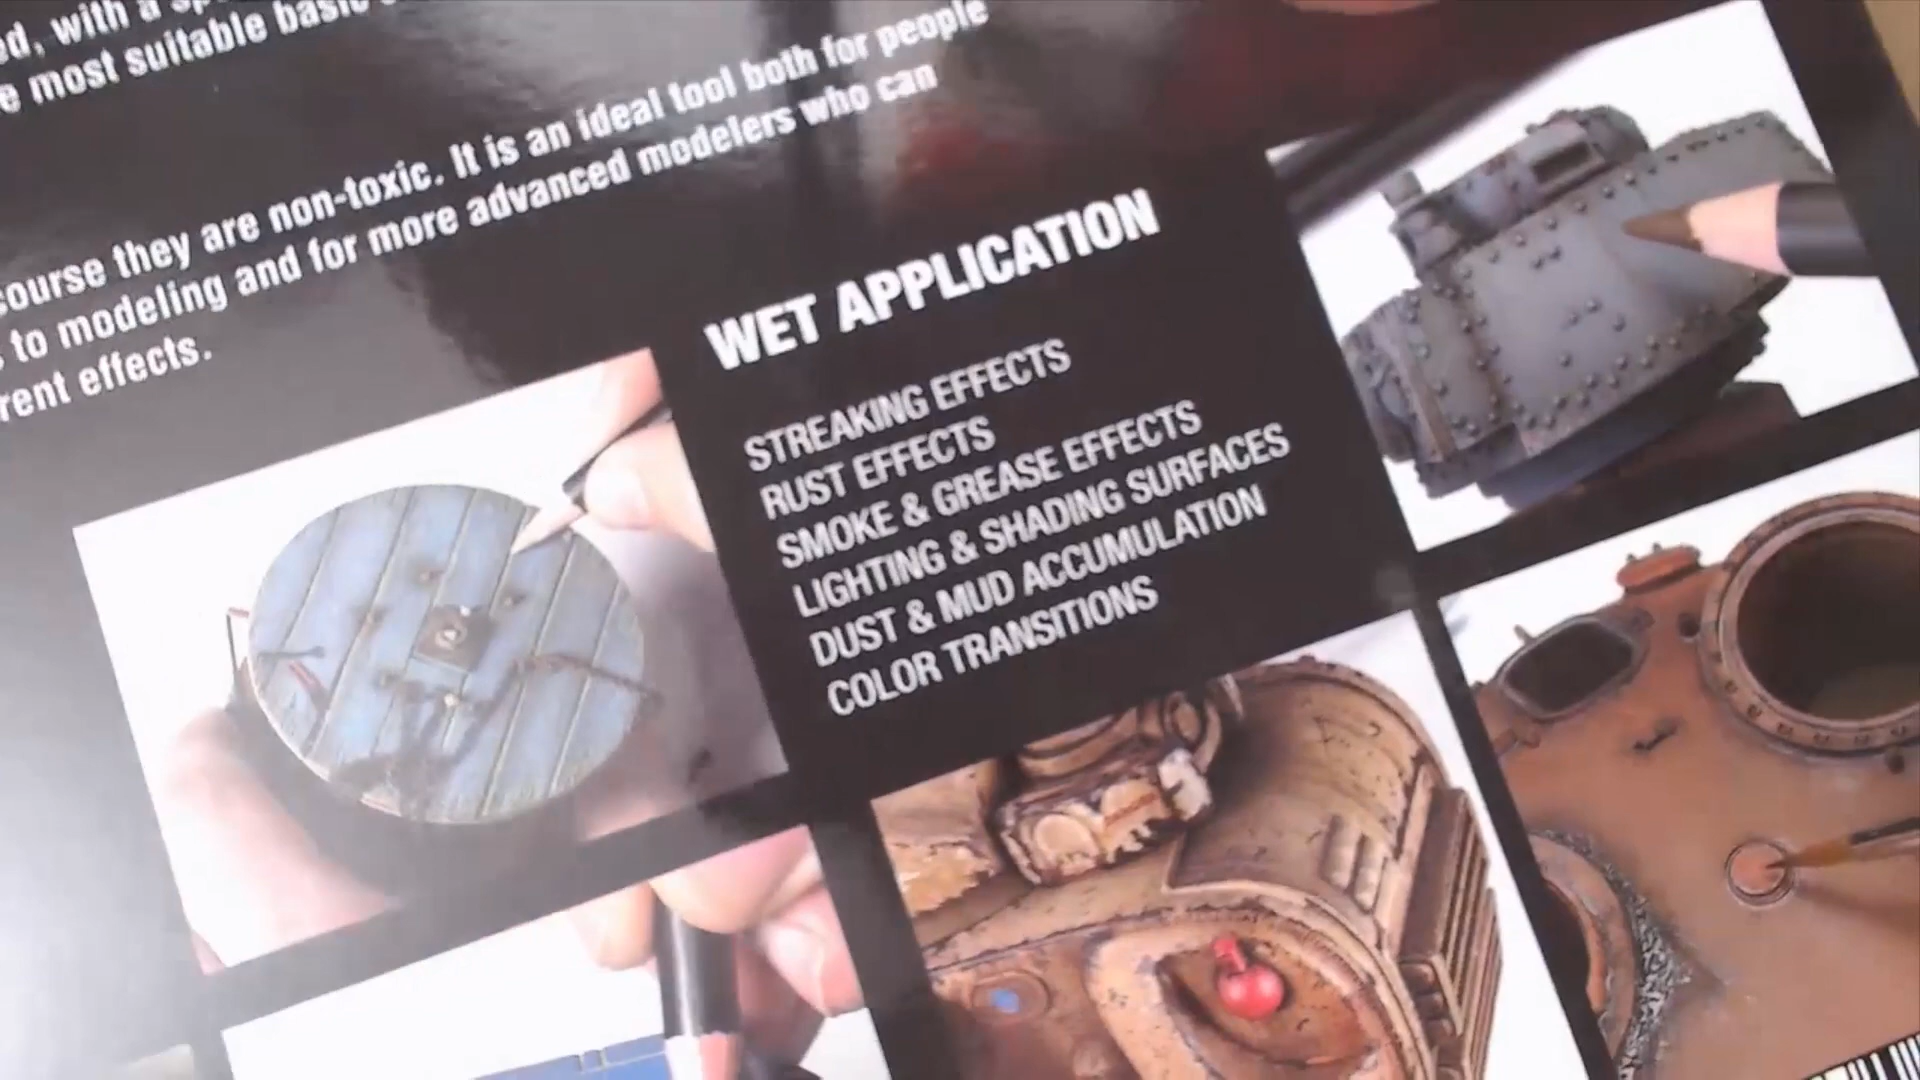 ed, with a
e most suitable basic
course they are non-toxic. It is an ideal tool both for people
s to modeling and for more advanced modelers who can
rent effects.
WET APPLICATION
STREAKING EFFECTS
RUST EFFECTS
SMOKE & GREASE EFFECTS
LIGHTING & SHADING SURFACES
DUST & MUD ACCUMULATION
COLOR TRANSITIONS